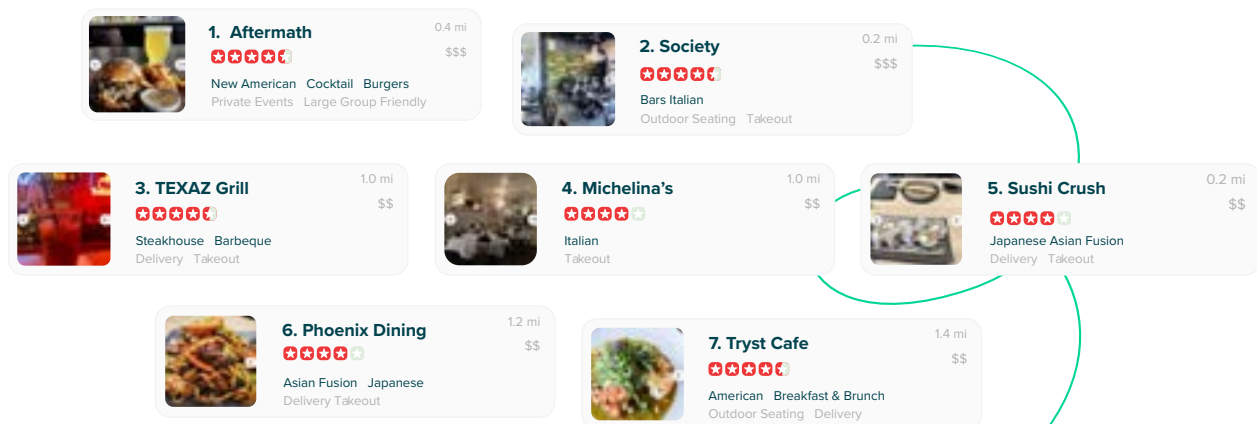 1. Aftermath
0.4 mi
$$$
New American Cocktail Burgers
Private Events Large Group Friendly
2. Society
0.2 mi
$$$
Bars Italian
Outdoor Seating Takeout
3. TEXAZ Grill
1.0 mi
$$
Steakhouse Barbeque
Delivery Takeout
4. Michelina’s
1.0 mi
$$
Italian
Takeout
5. Sushi Crush
0.2 mi
$$
Japanese Asian Fusion
Delivery Takeout
6. Phoenix Dining
1.2 mi
$$
Asian Fusion Japanese
Delivery Takeout
7. Tryst Cafe
1.4 mi
$$
American Breakfast & Brunch
Outdoor Seating Delivery